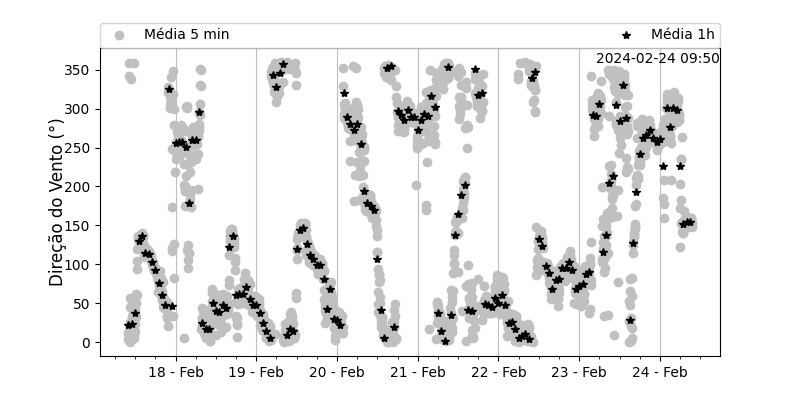 Média 5 min
Média 1h
2024-02-24 09:50
Direção do Vento (°)
350
300
250
200
150
100
50
0
18 - Feb
19 - Feb
20 - Feb
21 - Feb
22 - Feb
23 - Feb
24 - Feb